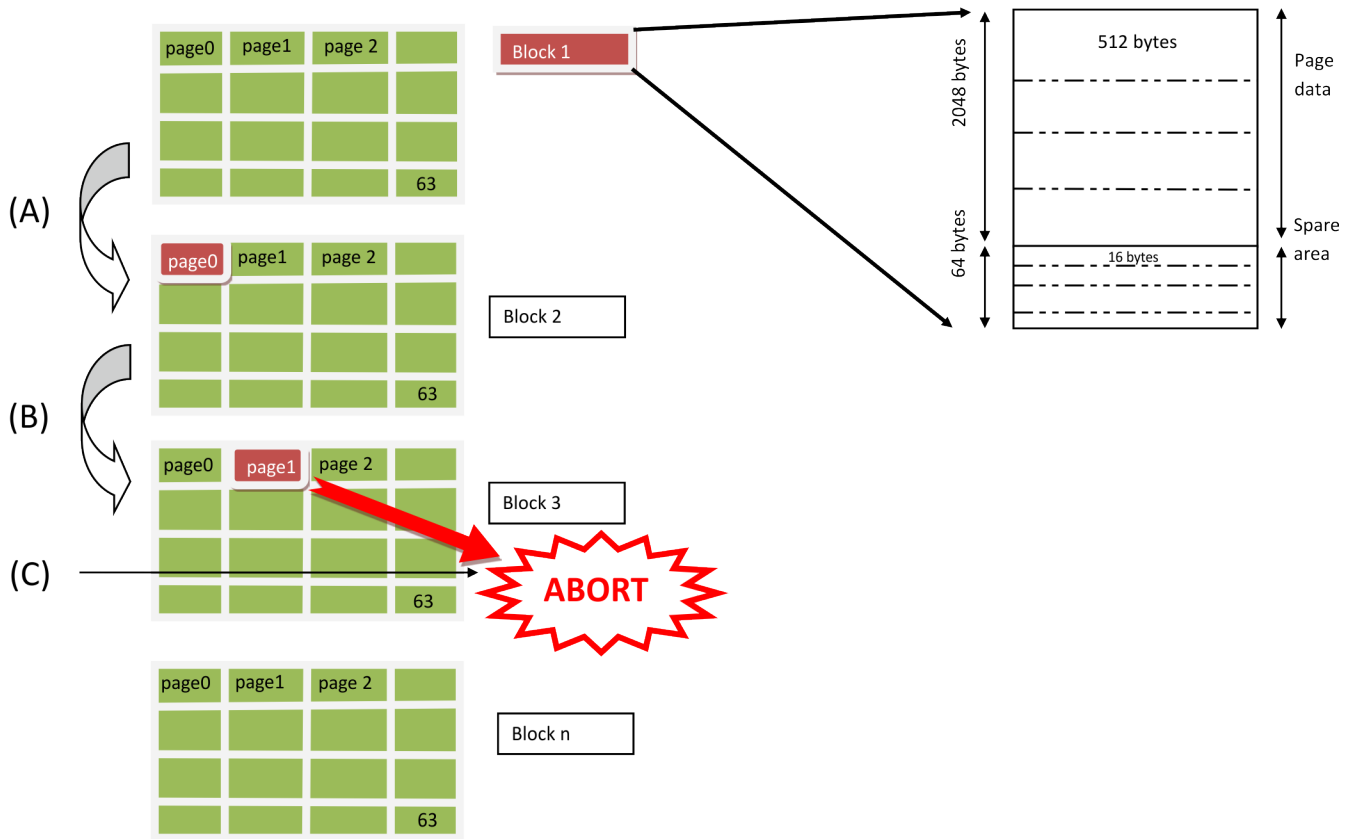 page0 page1 page 2
63
Block 1
2048 bytes
64 bytes
512 bytes
16 bytes
Page
data
Spare
area
(A)
page0 page1 page 2
63
Block 2
(B)
page0 page1 page 2
63
Block 3
(C)
ABORT
page0 page1 page 2
63
Block n